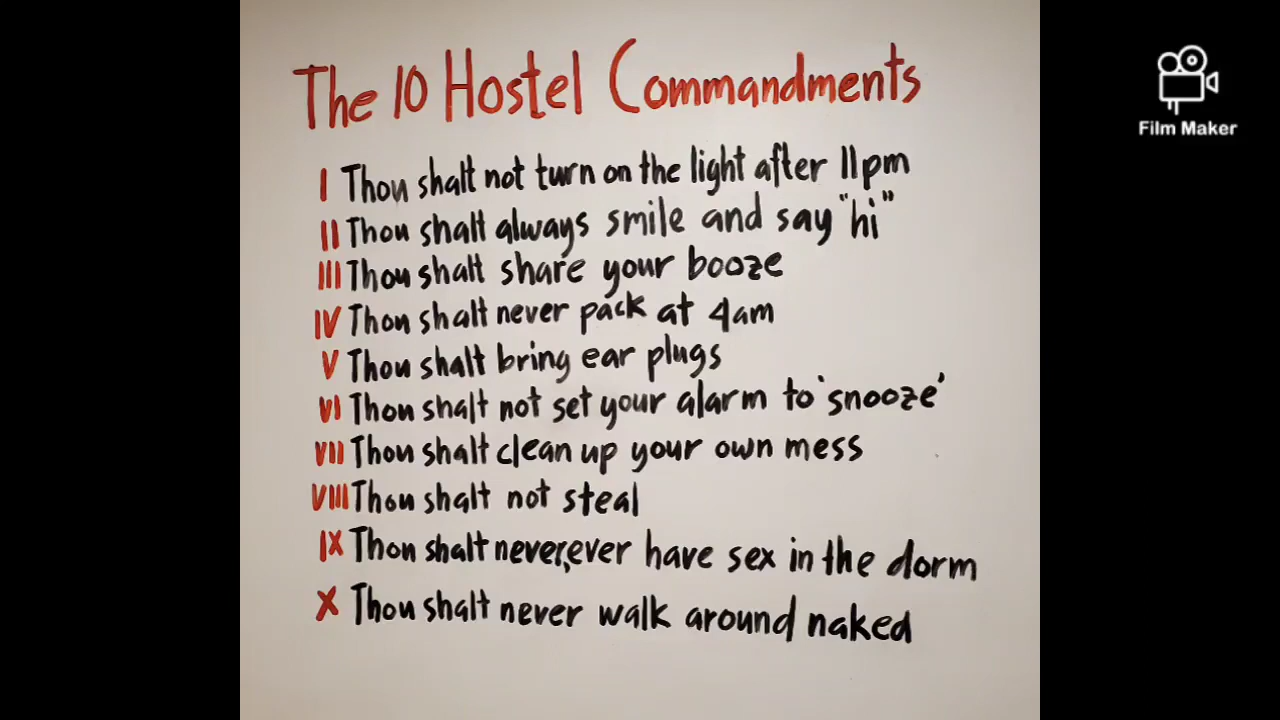 The 10 Hostel Commandments
Film Maker
I Thou shalt not turn on the light after 11pm
II Thou shalt always smile and say "hi"
III Thou shalt share your booze
IV Thou shalt never pack at 4am
V Thou shalt bring ear plugs
VI Thou shalt not set your alarm to 'snooze'
VII Thou shalt clean up your own mess
VIII Thou shalt not steal
IX Thou shalt never, ever have sex in the dorm
X Thou shalt never walk around naked